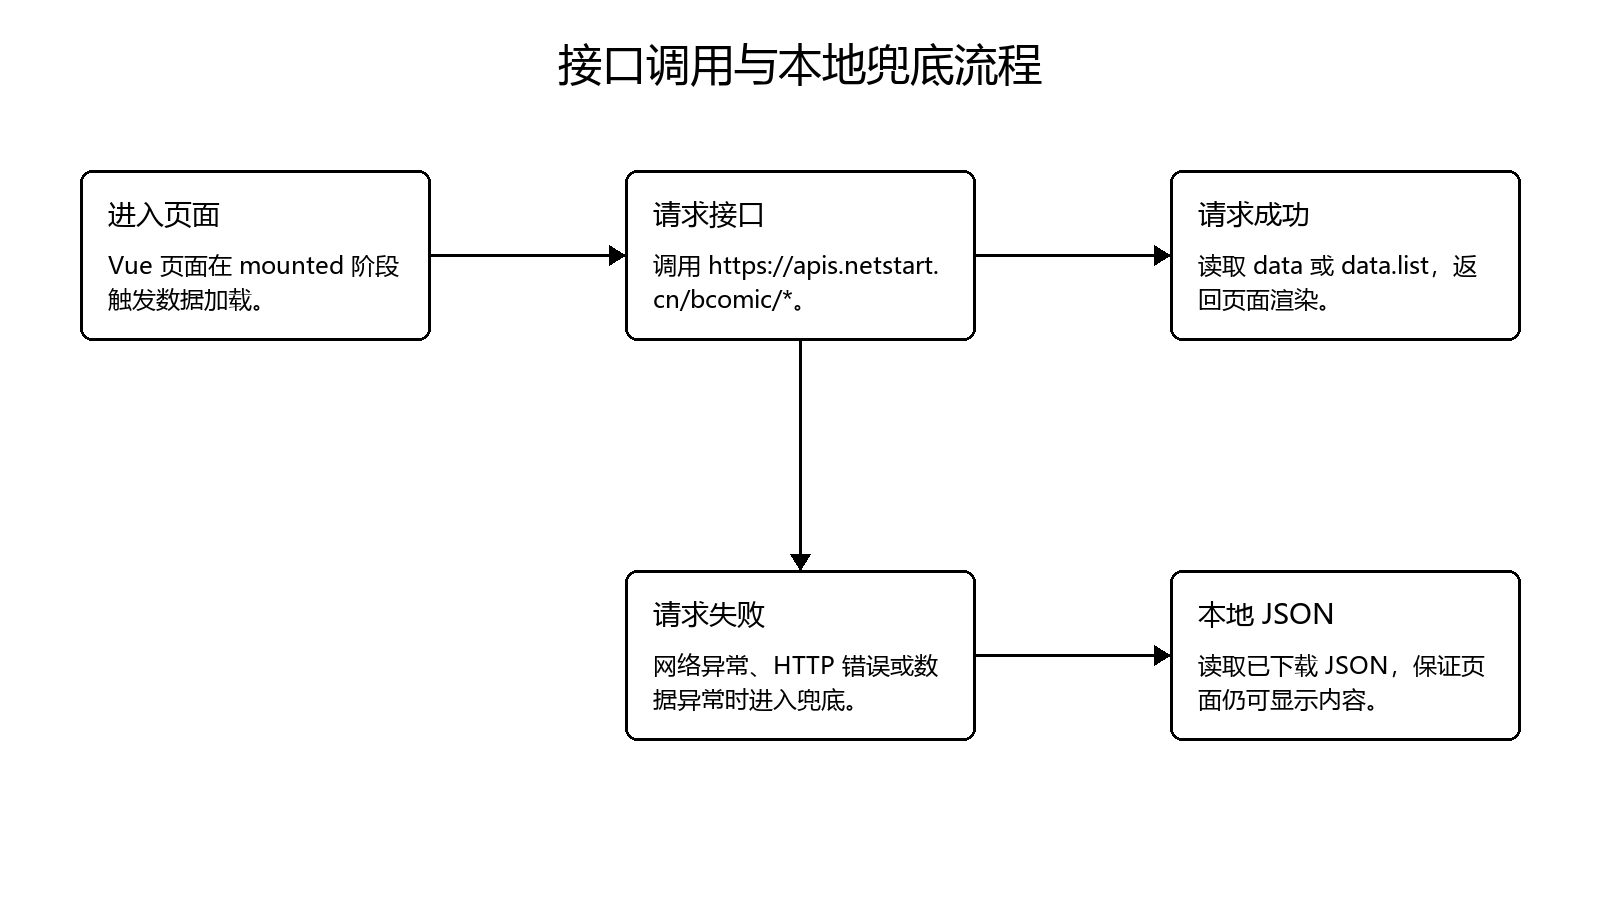 接口调用与本地兜底流程
进入页面
Vue 页面在 mounted 阶段
触发数据加载。
请求接口
调用 https://apis.netstart.
cn/bcomic/*。
请求成功
读取 data 或 data.list，返
回页面渲染。
请求失败
网络异常、HTTP 错误或数
据异常时进入兜底。
本地 JSON
读取已下载 JSON，保证页
面仍可显示内容。